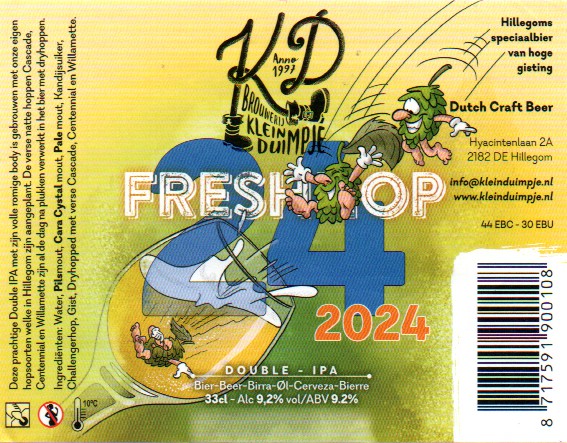 Deze prachtige Double IPA met zijn volle romige body is gebrouwen met onze eigen
hopsoorten welke in Hillegom zijn aangeplant. De verse natte hoppen Cascade,
Centennial en Willamette zijn al de dag na plukken verwerkt in het bier met dryhoppen.
Ingrediënten: Water, Pilsmout, Cara Cystal mout, Pale mout, Kandijsuiker,
Challengerhop, Gist, Dryhopped met verse Cascade, Centennial en Willamette.
10°C
KD
Anno
1997
BROUWERIJ
KLEIN
DUIMPJE
24
FRESH HOP
2024
DOUBLE - IPA
Bier-Beer-Birra-Øl-Cerveza-Bierre
33cl - Alc 9,2% vol/ABV 9.2%
Hillegoms
speciaalbier
van hoge
gisting
Dutch Craft Beer
Hyacintenlaan 2A
2182 DE Hillegom
info@kleinduimpje.nl
www.kleinduimpje.nl
44 EBC - 30 EBU
8 717591 900108